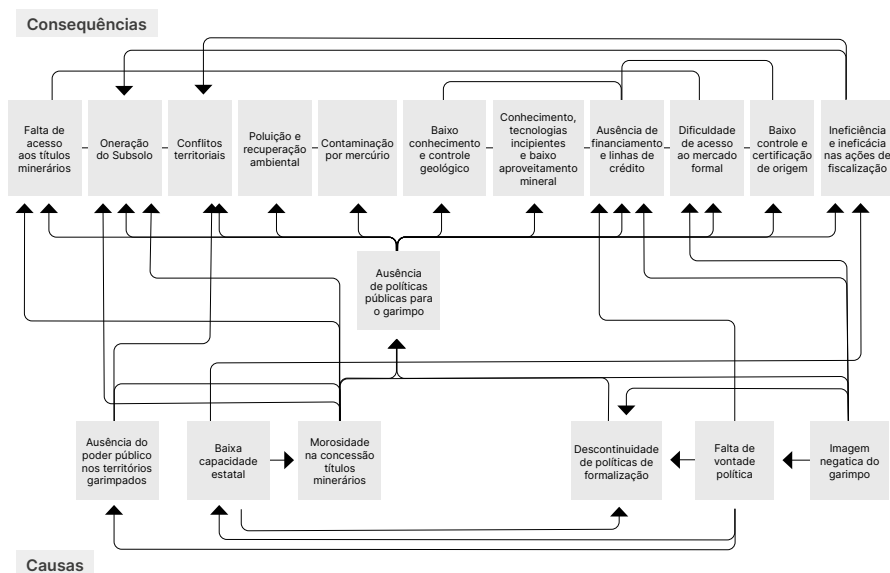 Consequências
Falta de
acesso
aos títulos
minerários
Oneração
do Subsolo
Conflitos
territoriais
Poluição e
recuperação
ambiental
Contaminação
por mercúrio
Baixo
conhecimento
e controle
geológico
Conhecimento,
tecnologias
incipientes
e baixo
aproveitamento
mineral
Ausência de
financiamento
e linhas de
crédito
Dificuldade
de acesso
ao mercado
formal
Baixo
controle e
certificação
de origem
Ineficiência
e ineficácia
nas ações de
fiscalização
Ausência
de políticas
públicas para
o garimpo
Ausência do
poder público
nos territórios
garimpados
Baixa
capacidade
estatal
Morosidade
na concessão
títulos
minerários
Descontinuidade
de políticas de
formalização
Falta de
vontade
política
Imagem
negatica do
garimpo
Causas